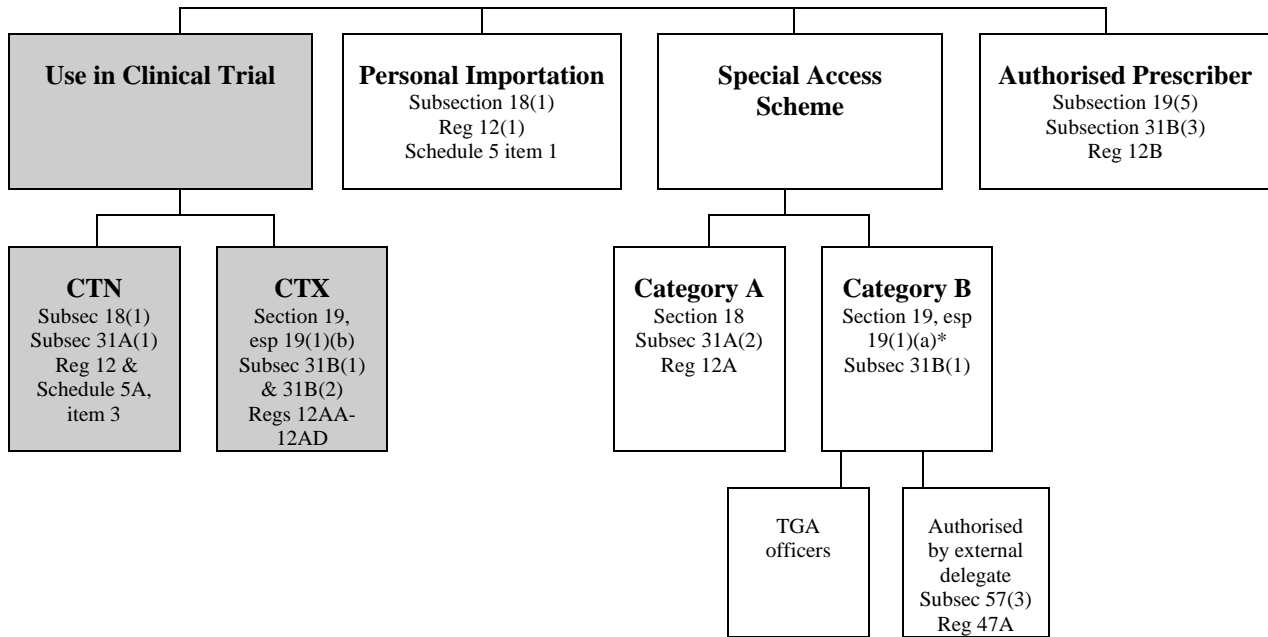 Use in Clinical Trial
Personal Importation
Subsection 18(1)
Reg 12(1)
Schedule 5 item 1
Special Access
Scheme
Authorised Prescriber
Subsection 19(5)
Subsection 31B(3)
Reg 12B
CTN
Subsec 18(1)
Subsec 31A(1)
Reg 12 &
Schedule 5A,
item 3
CTX
Section 19,
esp 19(1)(b)
Subsec 31B(1)
& 31B(2)
Regs 12AA-
12AD
Category A
Section 18
Subsec 31A(2)
Reg 12A
Category B
Section 19, esp
19(1)(a)*
Subsec 31B(1)
TGA
officers
Authorised
by external
delegate
Subsec 57(3)
Reg 47A